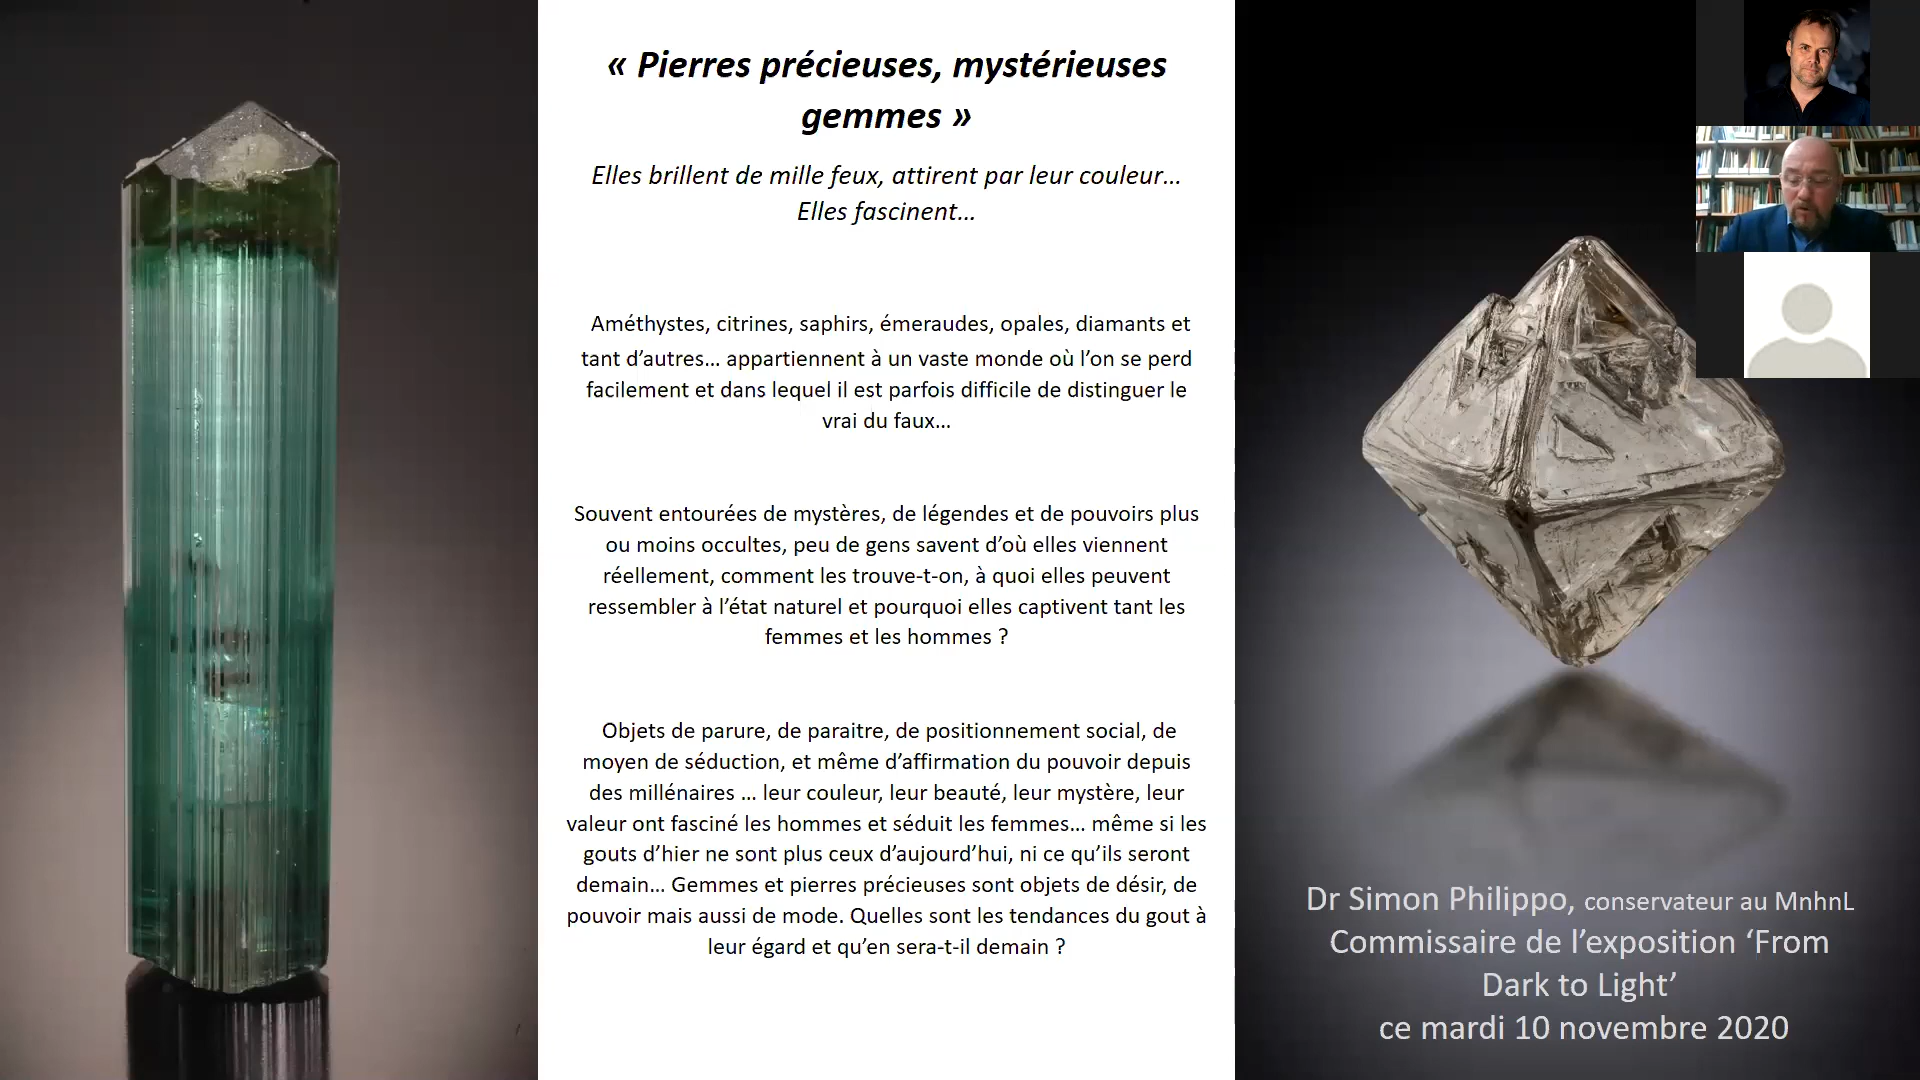 « Pierres précieuses, mystérieuses
gemmes »
Elles brillent de mille feux, attirent par leur couleur…
Elles fascinent…
Améthystes, citrines, saphirs, émeraudes, opales, diamants et
tant d’autres… appartiennent à un vaste monde où l’on se perd
facilement et dans lequel il est parfois difficile de distinguer le
vrai du faux…
Souvent entourées de mystères, de légendes et de pouvoirs plus
ou moins occultes, peu de gens savent d’où elles viennent
réellement, comment les trouve-t-on, à quoi elles peuvent
ressembler à l’état naturel et pourquoi elles captivent tant les
femmes et les hommes ?
Objets de parure, de paraitre, de positionnement social, de
moyen de séduction, et même d’affirmation du pouvoir depuis
des millénaires … leur couleur, leur beauté, leur mystère, leur
valeur ont fasciné les hommes et séduit les femmes… même si les
gouts d’hier ne sont plus ceux d’aujourd’hui, ni ce qu’ils seront
demain… Gemmes et pierres précieuses sont objets de désir, de
pouvoir mais aussi de mode. Quelles sont les tendances du gout à
leur égard et qu’en sera-t-il demain ?
Dr Simon Philippo, conservateur au MnhnL
Commissaire de l’exposition ‘From
Dark to Light’
ce mardi 10 novembre 2020